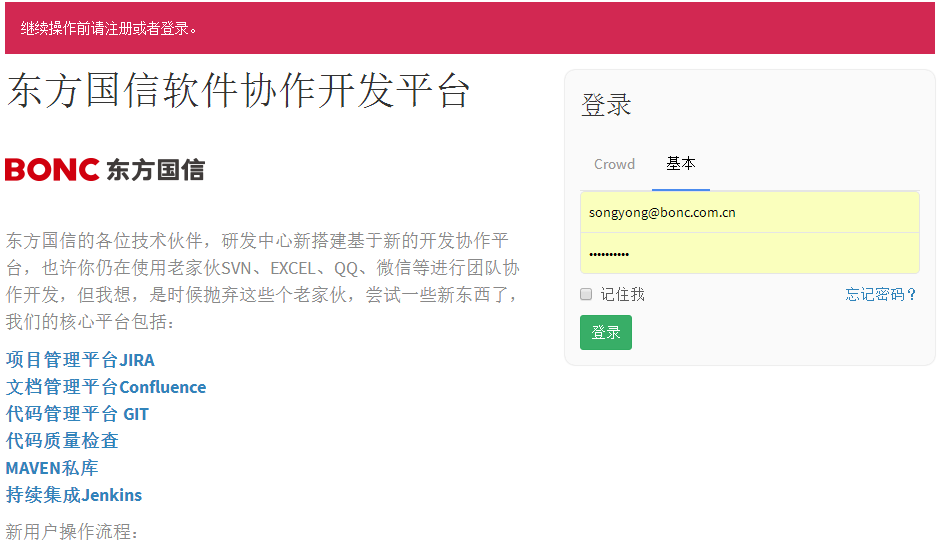 继续操作前请注册或者登录。
东方国信软件协作开发平台
BONC 东方国信
东方国信的各位技术伙伴，研发中心新搭建基于新的开发协作平
台，也许你仍在使用老家伙SVN、EXCEL、QQ、微信等进行团队协
作开发，但我想，是时候抛弃这些个老家伙，尝试一些新东西了，
我们的核心平台包括：
项目管理平台JIRA
文档管理平台Confluence
代码管理平台 GIT
代码质量检查
MAVEN私库
持续集成Jenkins
新用户操作流程：
登录
Crowd 基本
songyong@bonc.com.cn
••••••••••
记住我 忘记密码？
登录